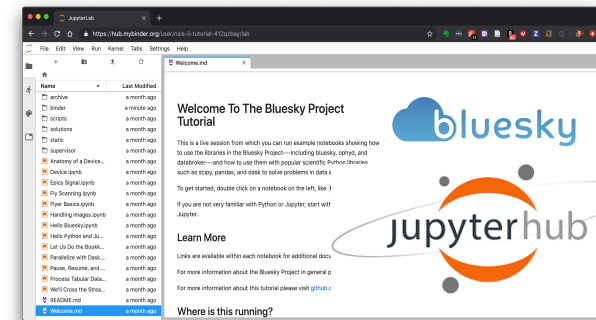 JupyterLab
https://hub.mybinder.org/user/nsls-ii-tutorial-412qzbay/lab
File Edit View Run Kernel Tabs Settings Help
Name
Last Modified
archive a month ago
binder a minute ago
scripts a month ago
solutions a month ago
static a month ago
supervisor a month ago
Anatomy of a Device... a month ago
Device.ipynb a month ago
Epics Signal.ipynb a month ago
Fly Scanning.ipynb a month ago
Flyer Basics.ipynb a month ago
Handling Images.ipynb a month ago
Hello Bluesky.ipynb a month ago
Hello Python and Ju... a month ago
Let Us Do the Bookk... a month ago
Parallelize with Dask.... a month ago
Pause, Resume, and ... a month ago
Process Tabular Data... a month ago
We'll Cross the Strea... a month ago
README.md a month ago
Welcome.md a month ago
Welcome.md
Welcome To The Bluesky Project
Tutorial
This is a live session from which you can run example notebooks showing how
to use the libraries in the Bluesky Project---including bluesky, ophyd, and
databroker---and how to use them with popular scientific Python libraries
such as scipy, pandas, and dask to solve problems in data a
To get started, double click on a notebook on the left, like
If you are not very familiar with Python or Jupyter, start with
Jupyter.
Learn More
Links are available within each notebook for additional docu
For more information about the Bluesky Project in general p
For more information about this tutorial please visit github.c
Where is this running?
bluesky
jupyterhub